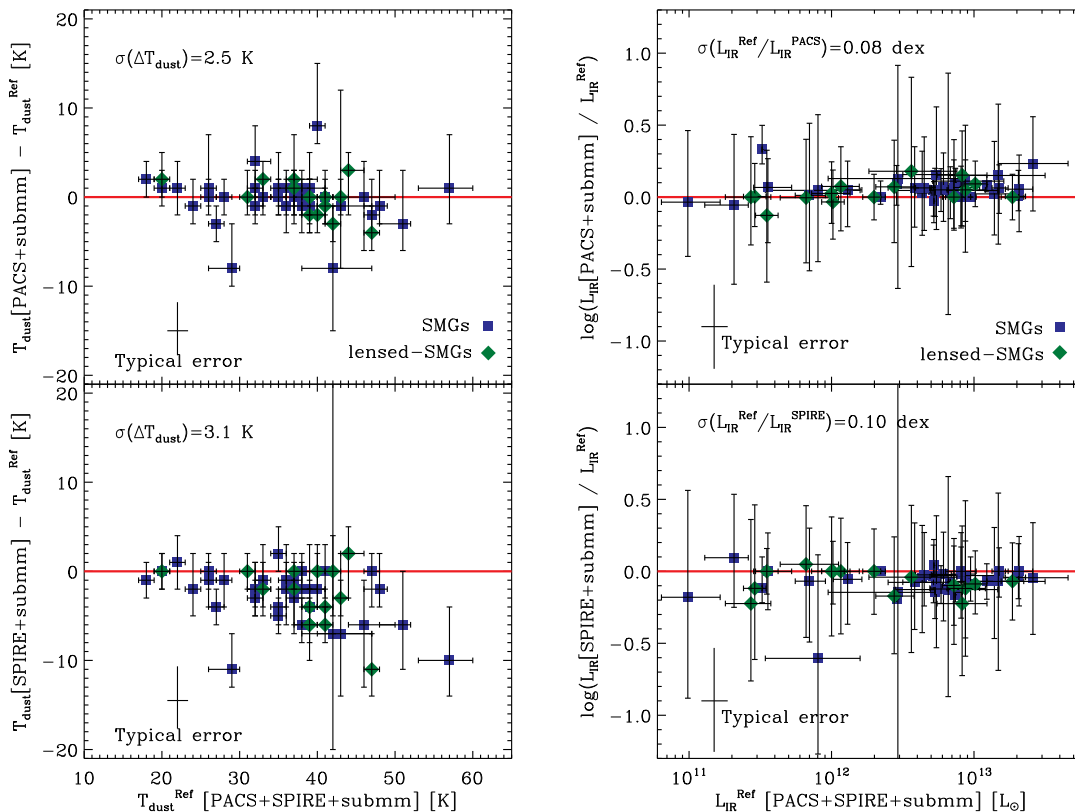 20
10
0
-10
-20
T_dust[PACS+submm] − T_dust^Ref [K]
σ(ΔT_dust)=2.5 K
SMGs
lensed−SMGs
Typical error
1.0
0.5
0.0
-0.5
-1.0
log(L_IR[PACS+submm] / L_IR^Ref)
σ(L_IR^Ref/L_IR^PACS)=0.08 dex
SMGs
lensed−SMGs
Typical error
20
10
0
-10
-20
T_dust[SPIRE+submm] − T_dust^Ref [K]
σ(ΔT_dust)=3.1 K
Typical error
10 20 30 40 50 60
T_dust^Ref [PACS+SPIRE+submm] [K]
1.0
0.5
0.0
-0.5
-1.0
log(L_IR[SPIRE+submm] / L_IR^Ref)
σ(L_IR^Ref/L_IR^SPIRE)=0.10 dex
Typical error
10^11 10^12 10^13
L_IR^Ref [PACS+SPIRE+submm] [L_⊙]